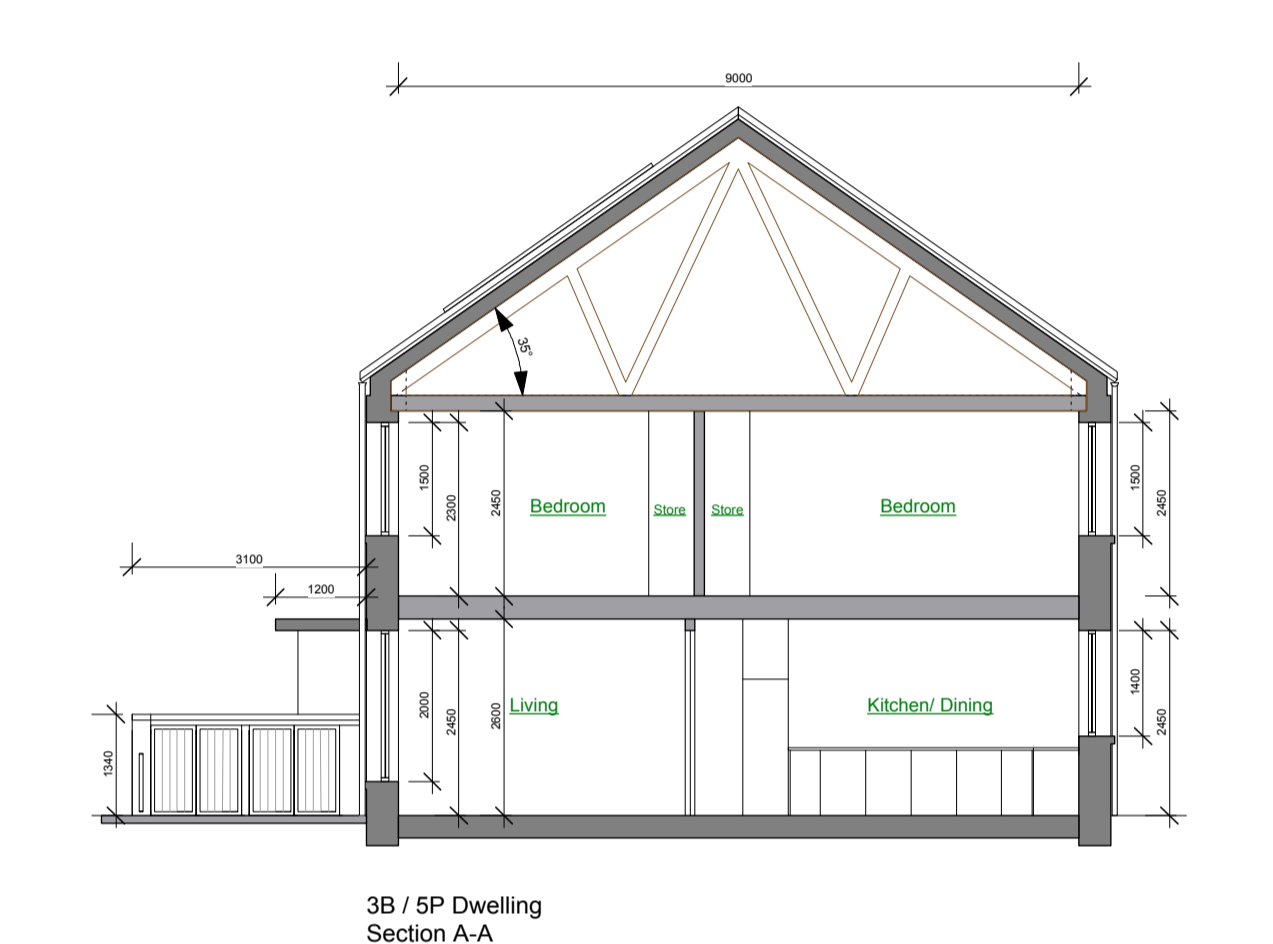 9000
35°
1500
2300
2450
Bedroom
Store
Store
Bedroom
1500
2450
3100
1200
2000
2450
2600
Living
Kitchen/ Dining
1400
2450
1340
3B / 5P Dwelling
Section A-A